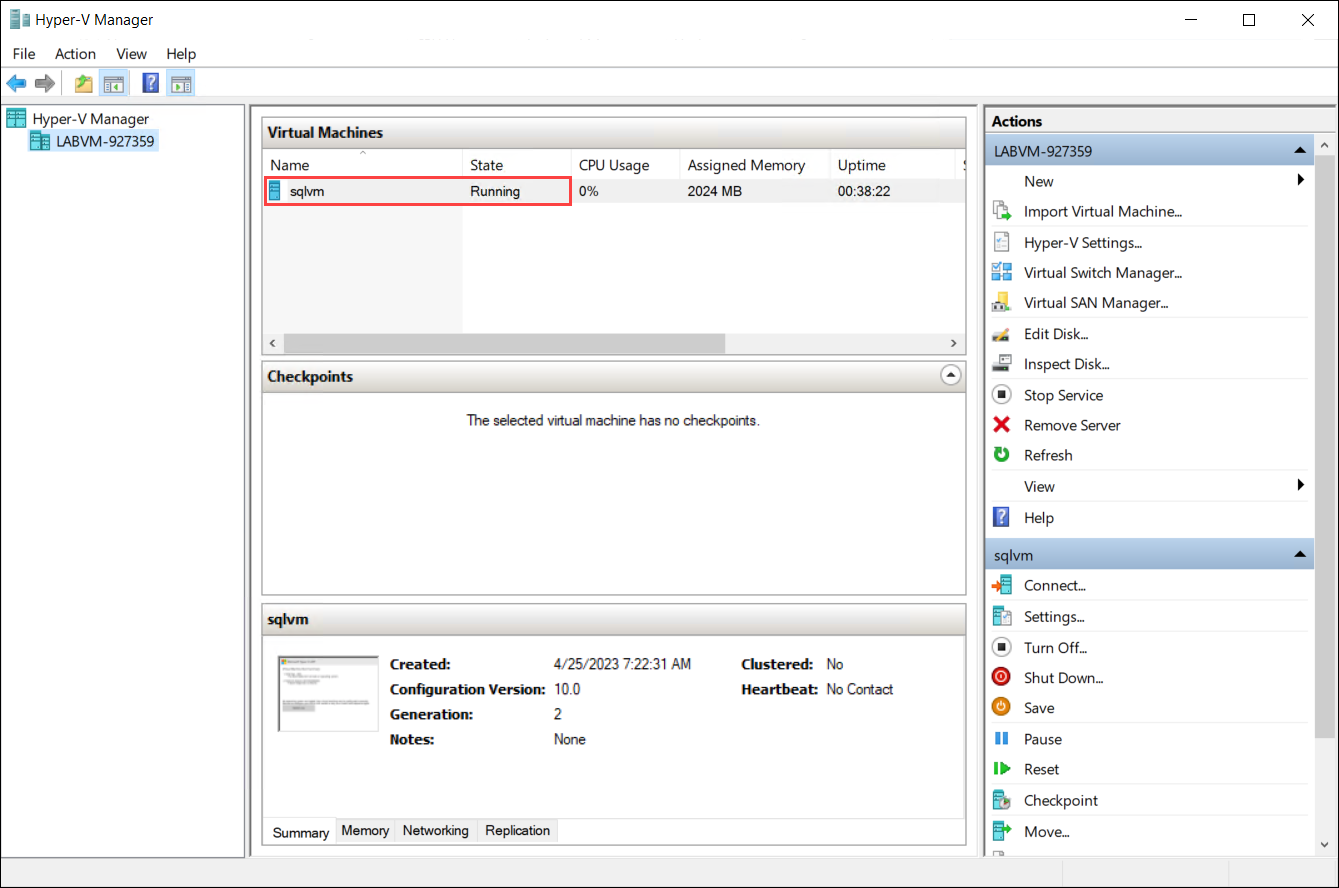 Hyper-V Manager
File Action View Help
Hyper-V Manager
LABVM-927359
Virtual Machines
Name State CPU Usage Assigned Memory Uptime
sqlvm Running 0% 2024 MB 00:38:22
Checkpoints
The selected virtual machine has no checkpoints.
sqlvm
Created: 4/25/2023 7:22:31 AM Clustered: No
Configuration Version: 10.0 Heartbeat: No Contact
Generation: 2
Notes: None
Summary Memory Networking Replication
Actions
LABVM-927359
New
Import Virtual Machine...
Hyper-V Settings...
Virtual Switch Manager...
Virtual SAN Manager...
Edit Disk...
Inspect Disk...
Stop Service
Remove Server
Refresh
View
Help
sqlvm
Connect...
Settings...
Turn Off...
Shut Down...
Save
Pause
Reset
Checkpoint
Move...